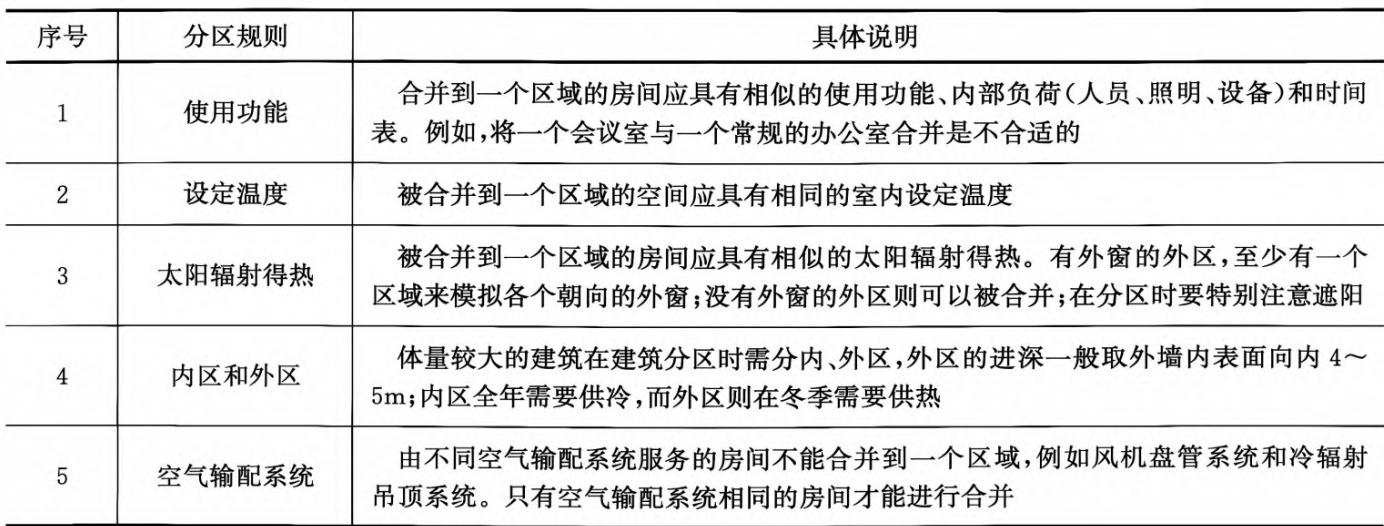 序号 分区规则 具体说明
1 使用功能 合并到一个区域的房间应具有相似的使用功能、内部负荷(人员、照明、设备)和时间
表。例如,将一个会议室与一个常规的办公室合并是不合适的
2 设定温度 被合并到一个区域的空间应具有相同的室内设定温度
3 太阳辐射得热 被合并到一个区域的房间应具有相似的太阳辐射得热。有外窗的外区,至少有一个
区域来模拟各个朝向的外窗;没有外窗的外区则可以被合并;在分区时要特别注意遮阳
4 内区和外区 体量较大的建筑在建筑分区时需分内、外区,外区的进深一般取外墙内表面向内 4～
5m;内区全年需要供冷,而外区则在冬季需要供热
5 空气输配系统 由不同空气输配系统服务的房间不能合并到一个区域,例如风机盘管系统和冷辐射
吊顶系统。只有空气输配系统相同的房间才能进行合并